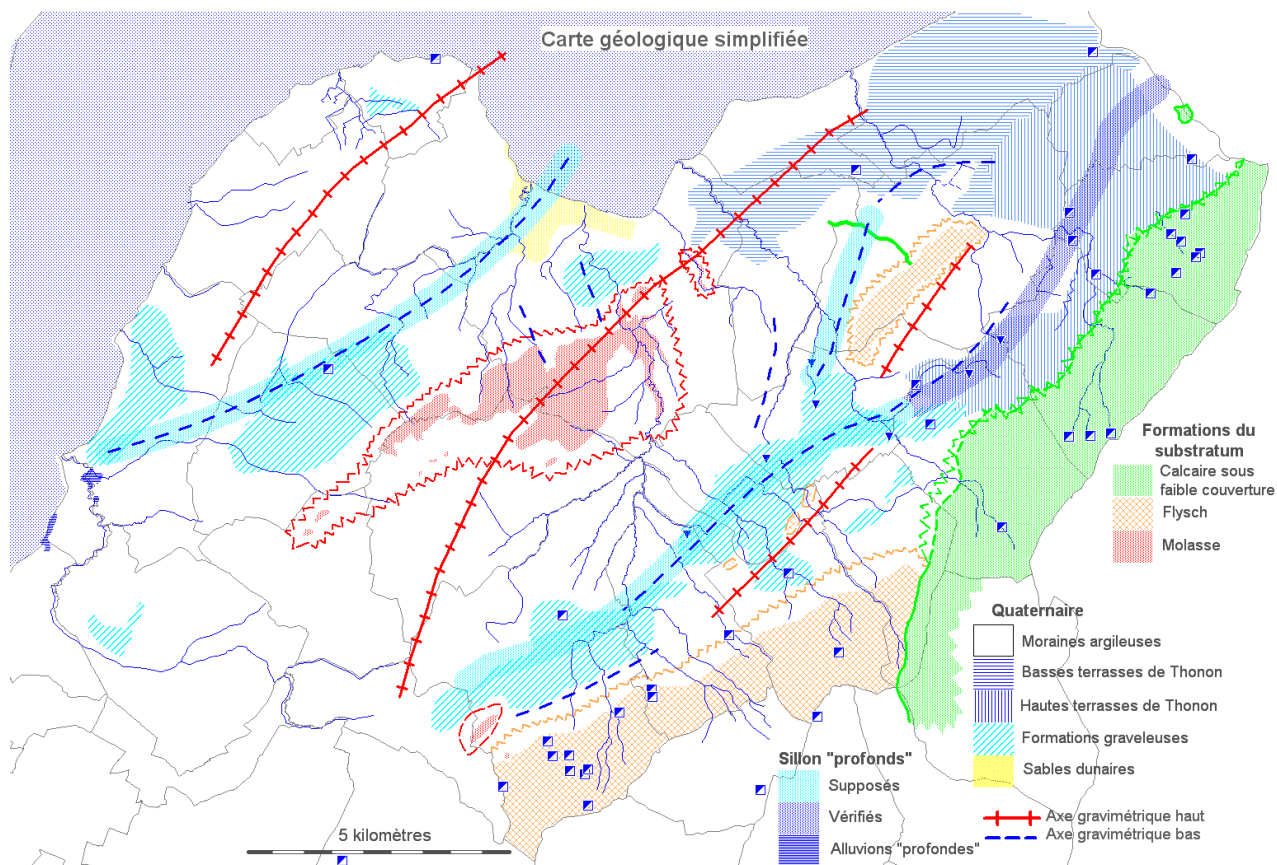 Carte géologique simplifiée
Formations du
substratum
Calcaire sous
faible couverture
Flysch
Molasse
Quaternaire
Moraines argileuses
Basses terrasses de Thonon
Hautes terrasses de Thonon
Formations graveleuses
Sables dunaires
Sillon "profonds"
Supposés
Vérifiés
Alluvions "profondes"
Axe gravimétrique haut
Axe gravimétrique bas
5 kilomètres